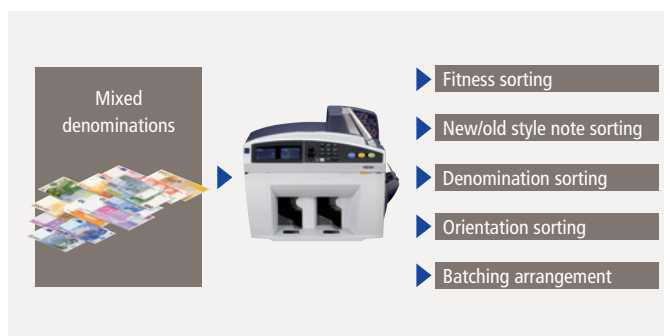 Mixed
denominations
Fitness sorting
New/old style note sorting
Denomination sorting
Orientation sorting
Batching arrangement